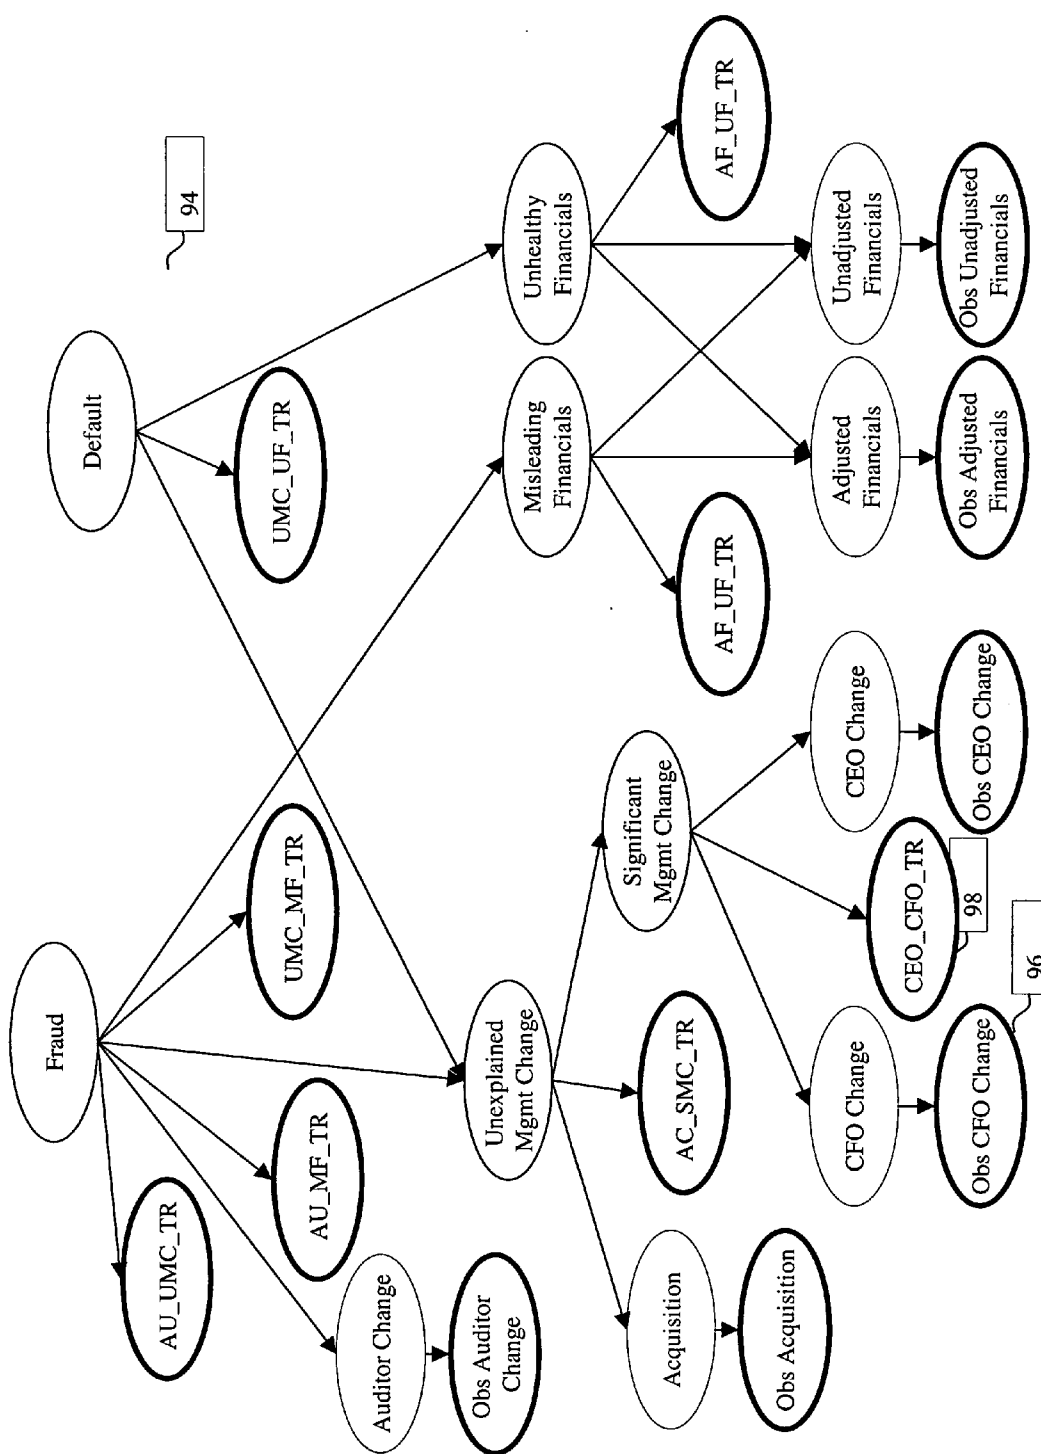 Fraud
Default
94
AU_UMC_TR
AU_MF_TR
UMC_MF_TR
UMC_UF_TR
Auditor Change
Obs Auditor
Change
Unexplained
Mgmt Change
Misleading
Financials
Unhealthy
Financials
Acquisition
Obs Acquisition
AC_SMC_TR
Significant
Mgmt Change
AF_UF_TR
AF_UF_TR
CFO Change
Obs CFO Change
CEO_CFO_TR
CEO Change
Obs CEO Change
Adjusted
Financials
Obs Adjusted
Financials
Unadjusted
Financials
Obs Unadjusted
Financials
98
96